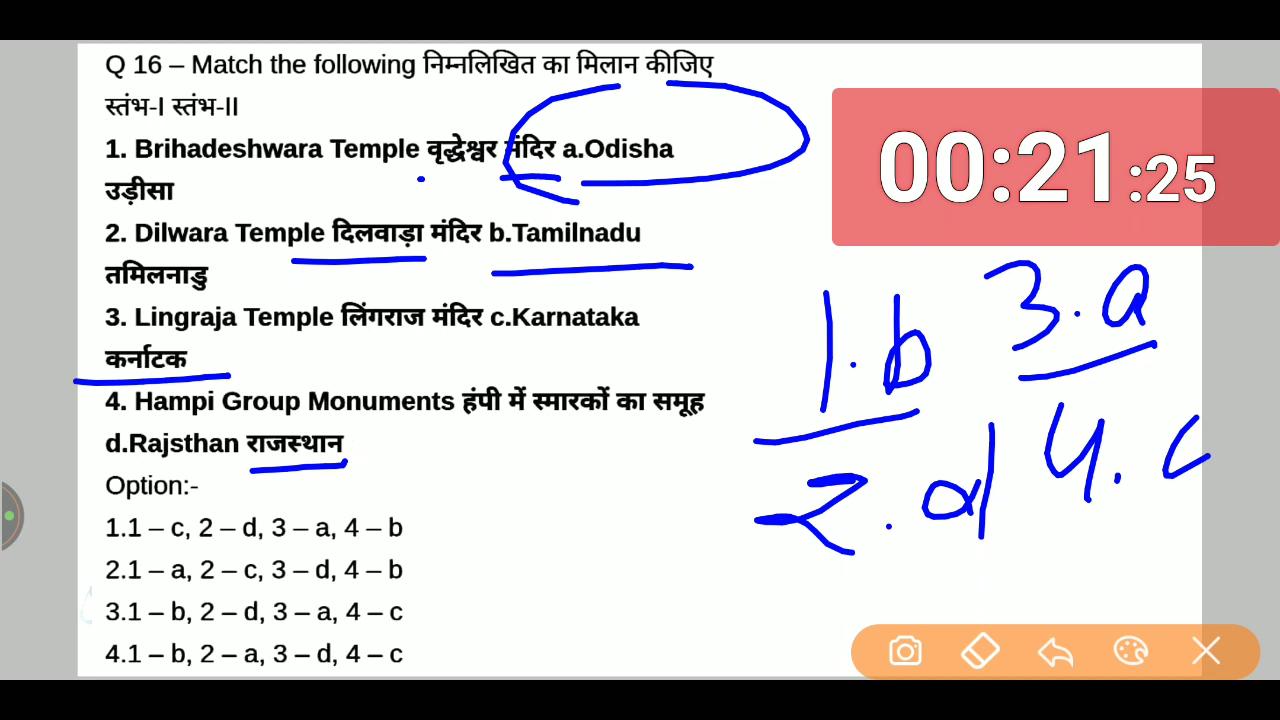 Q 16 – Match the following निम्नलिखित का मिलान कीजिए
स्तंभ-I स्तंभ-II
1. Brihadeshwara Temple वृद्धेश्वर मंदिर a.Odisha
उड़ीसा
2. Dilwara Temple दिलवाड़ा मंदिर b.Tamilnadu
तमिलनाडु
3. Lingraja Temple लिंगराज मंदिर c.Karnataka
कर्नाटक
4. Hampi Group Monuments हंपी में स्मारकों का समूह
d.Rajsthan राजस्थान
Option:-
1.1 – c, 2 – d, 3 – a, 4 – b
2.1 – a, 2 – c, 3 – d, 4 – b
3.1 – b, 2 – d, 3 – a, 4 – c
4.1 – b, 2 – a, 3 – d, 4 – c
00:21:25
1.b
3.a
2.d
4.c